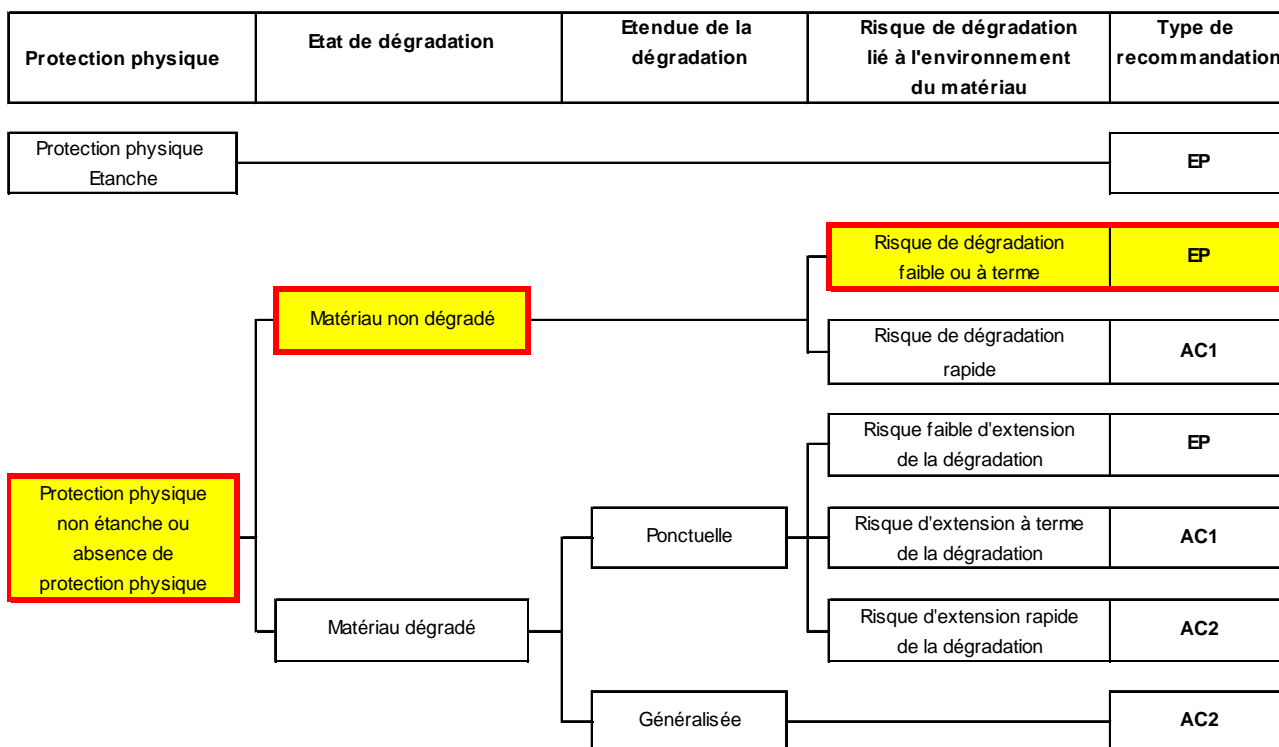 Protection physique
Etat de dégradation
Etendue de la
dégradation
Risque de dégradation
lié à l'environnement
du matériau
Type de
recommandation
Protection physique
Etanche
EP
Risque de dégradation
faible ou à terme
EP
Matériau non dégradé
Risque de dégradation
rapide
AC1
Risque faible d'extension
de la dégradation
EP
Protection physique
non étanche ou
absence de
protection physique
Ponctuelle
Risque d'extension à terme
de la dégradation
AC1
Matériau dégradé
Risque d'extension rapide
de la dégradation
AC2
Généralisée
AC2